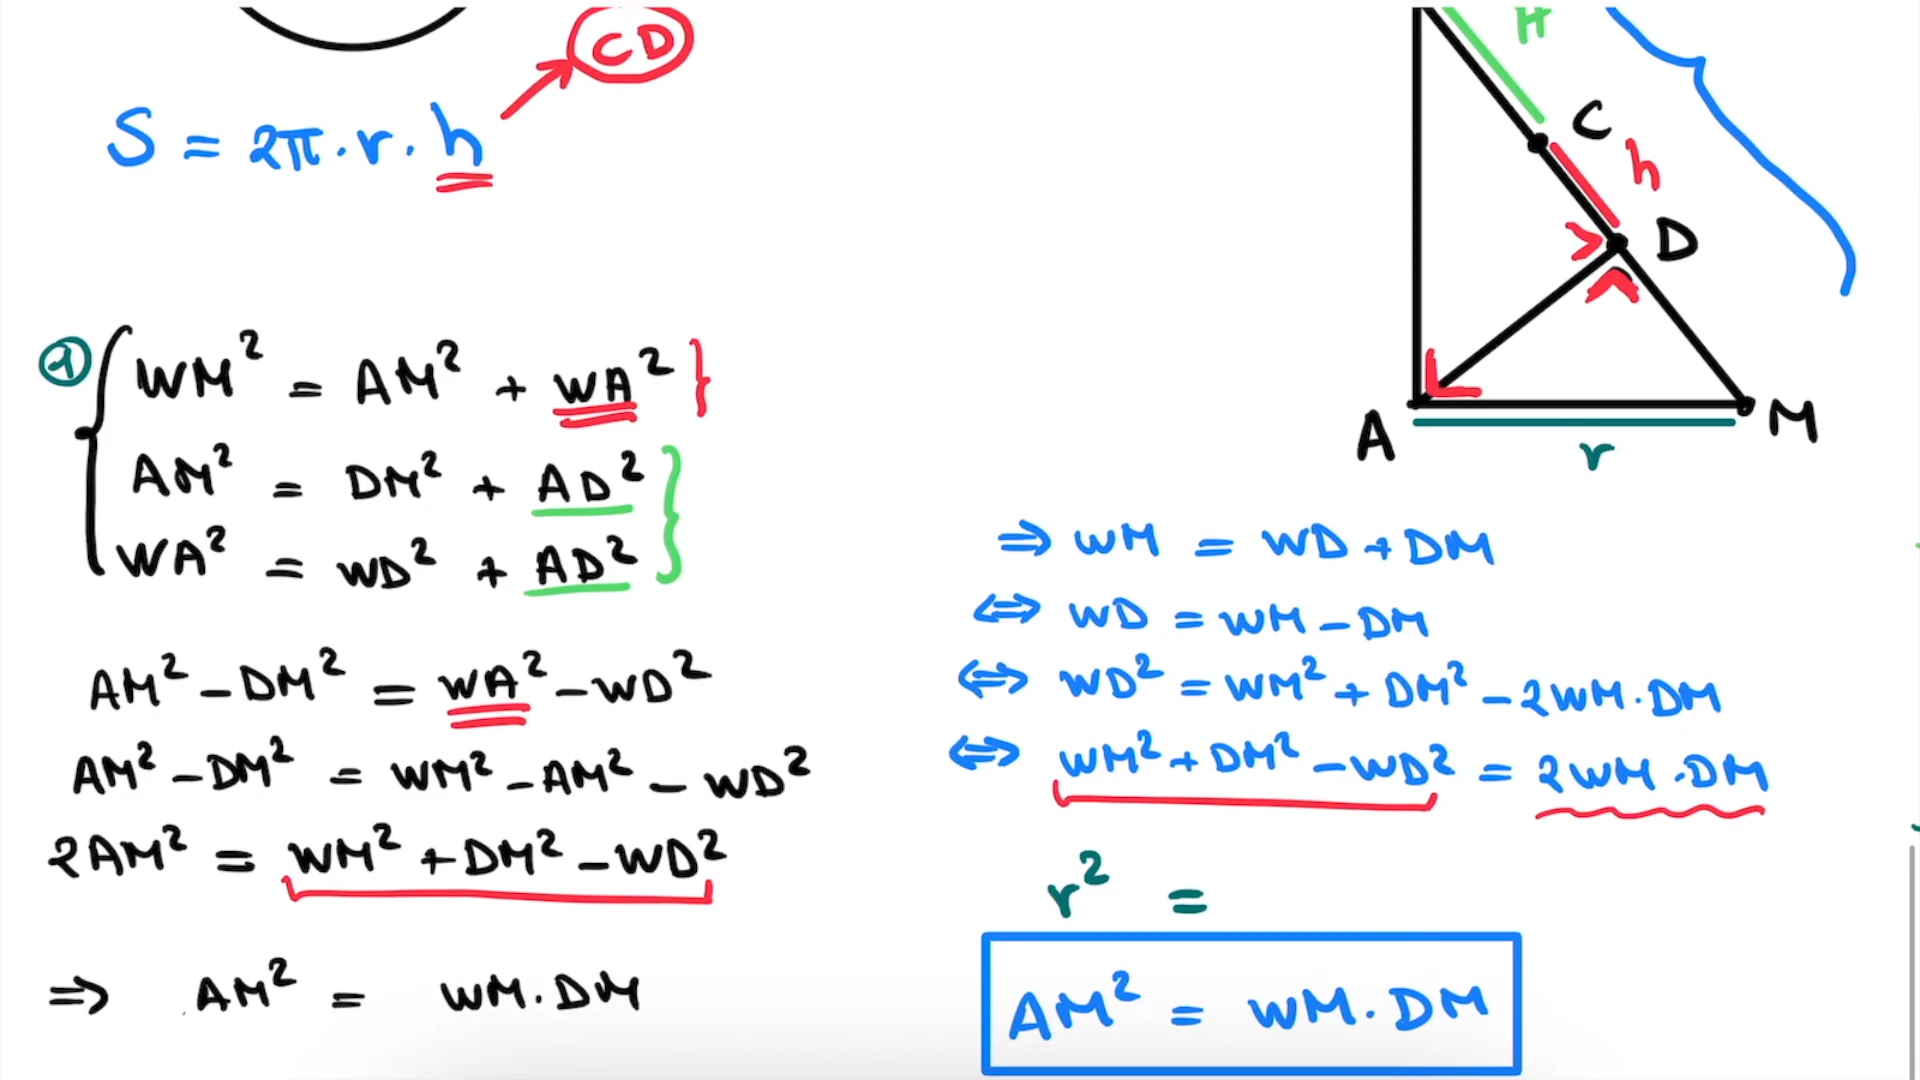 CD
S = 2π·r·h
H
C
h
D
A
M
r
① WM² = AM² + WA²
AM² = DM² + AD²
WA² = WD² + AD²
AM² – DM² = WA² – WD²
AM² – DM² = WM² – AM² – WD²
2AM² = WM² + DM² – WD²
⇒ AM² = WM·DM
⇒ WM = WD + DM
⇔ WD = WM – DM
⇔ WD² = WM² + DM² – 2WM·DM
⇔ WM² + DM² – WD² = 2WM·DM
r² =
AM² = WM·DM